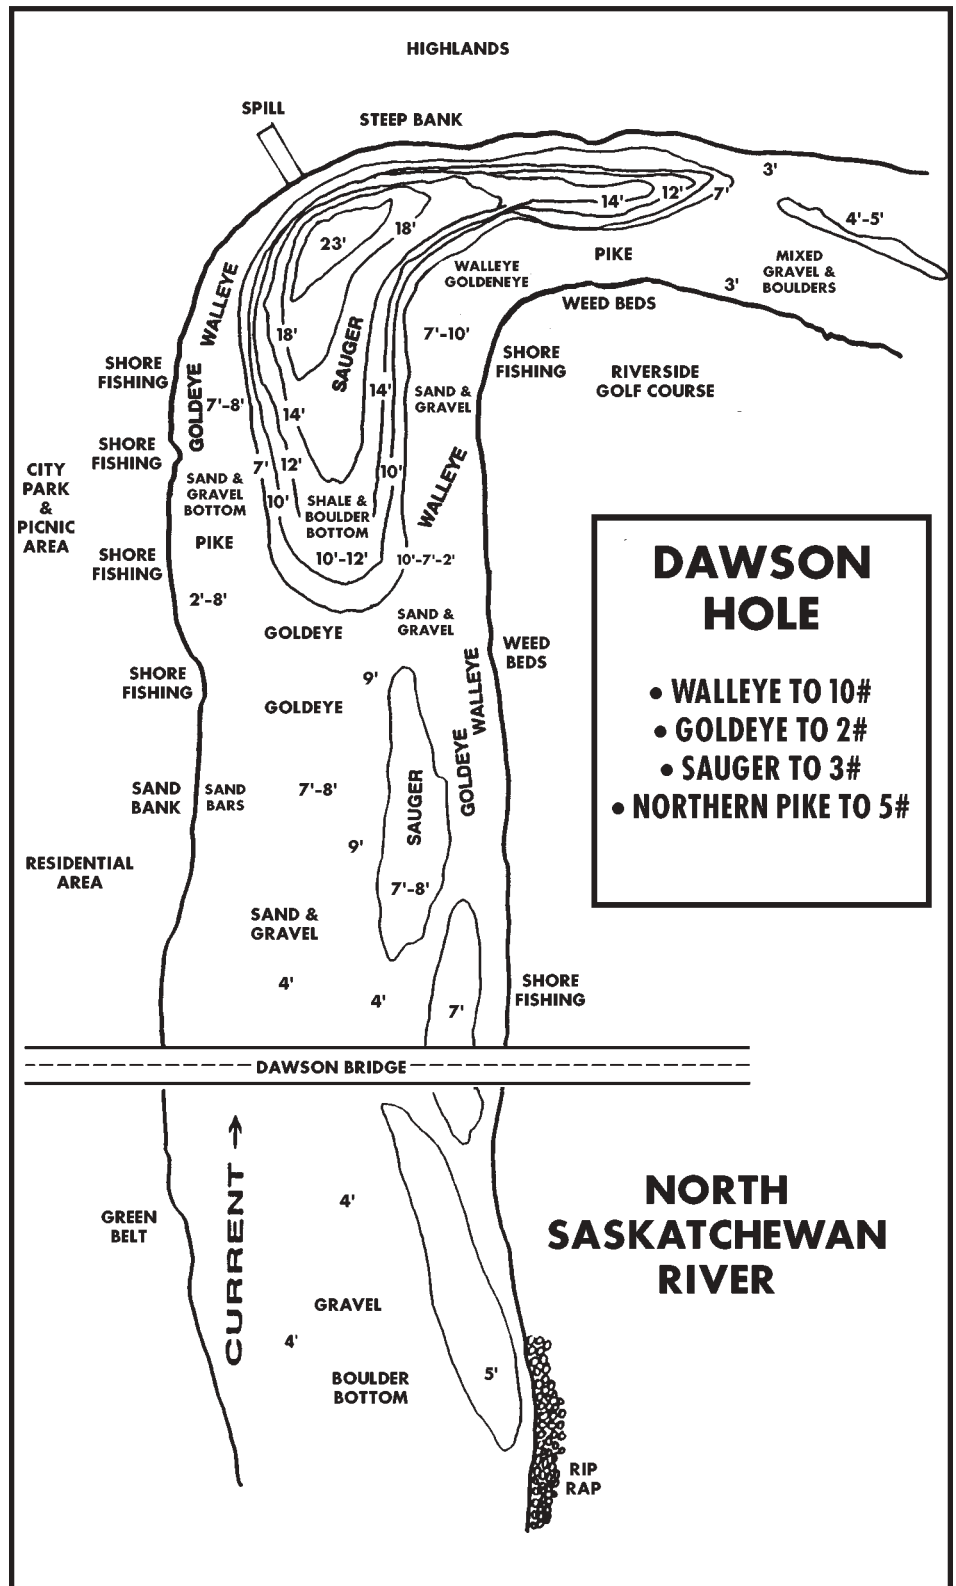 HIGHLANDS
SPILL
STEEP BANK
3'
14'
12'
7'
4'-5'
18'
23'
PIKE
MIXED
GRAVEL &
BOULDERS
WALLEYE
GOLDENEYE
3'
WALLEYE
WEED BEDS
18'
SAUGER
7'-10'
SHORE
FISHING
SHORE
FISHING
RIVERSIDE
GOLF COURSE
GOLDEYE
7'-8'
14'
14'
SAND &
GRAVEL
SHORE
FISHING
7'
12'
10'
10'
WALLEYE
CITY
PARK
&
PICNIC
AREA
SAND &
GRAVEL
BOTTOM
SHALE &
BOULDER
BOTTOM
PIKE
10'-12'
10'-7'-2'
SHORE
FISHING
2'-8'
GOLDEYE
SAND &
GRAVEL
DAWSON
HOLE
• WALLEYE TO 10#
• GOLDEYE TO 2#
• SAUGER TO 3#
• NORTHERN PIKE TO 5#
WEED
BEDS
SHORE
FISHING
9'
GOLDEYE
WALLEYE
GOLDEYE
SAND
BANK
SAND
BARS
7'-8'
SAUGER
9'
RESIDENTIAL
AREA
7'-8'
SAND &
GRAVEL
4'
4'
7'
SHORE
FISHING
DAWSON BRIDGE
CURRENT →
4'
GREEN
BELT
NORTH
SASKATCHEWAN
RIVER
GRAVEL
4'
BOULDER
BOTTOM
5'
RIP
RAP